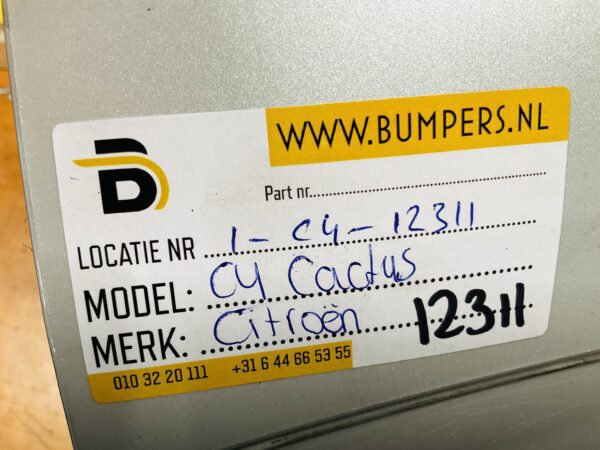 WWW.BUMPERS.NL
B
Part nr.
LOCATIE NR 1-C4-12311
MODEL: C4 Cactus
MERK: Citroën 12311
010 32 20 111 +31 6 44 66 53 55